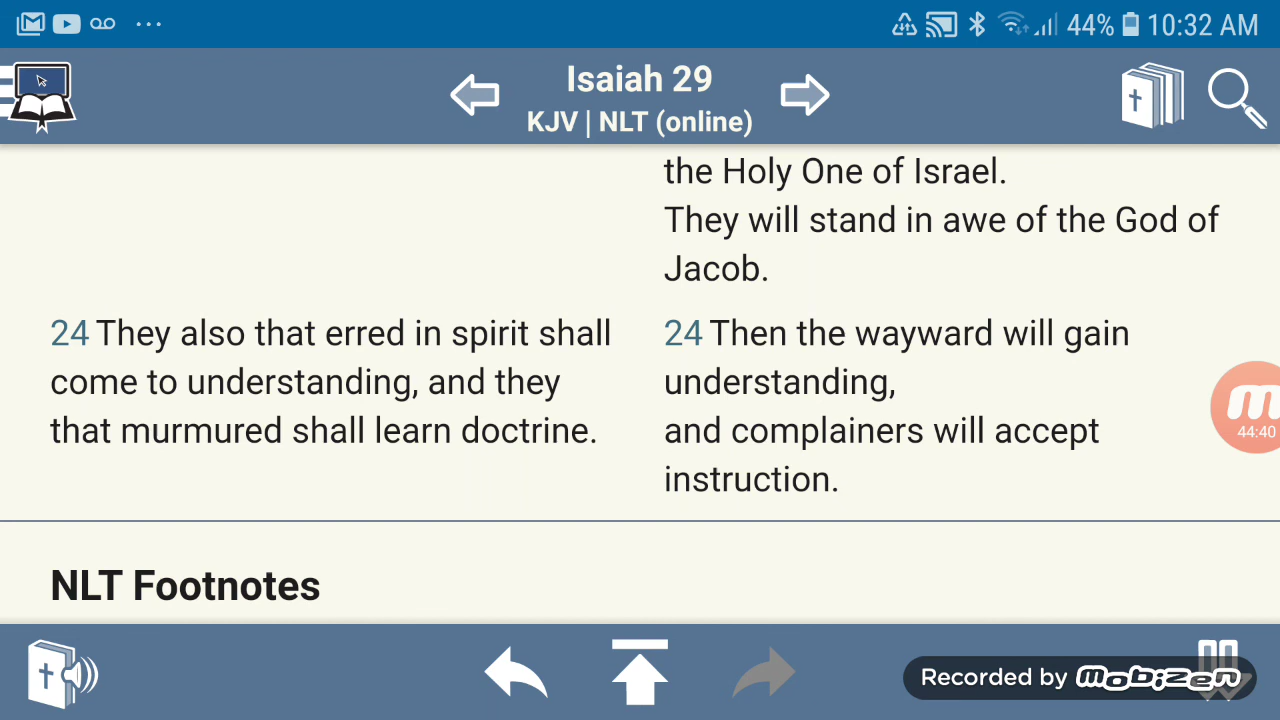 44% 10:32 AM
Isaiah 29
KJV | NLT (online)
the Holy One of Israel.
They will stand in awe of the God of
Jacob.
24 They also that erred in spirit shall
come to understanding, and they
that murmured shall learn doctrine.
24 Then the wayward will gain
understanding,
and complainers will accept
instruction.
44:40
NLT Footnotes
Recorded by mobizen